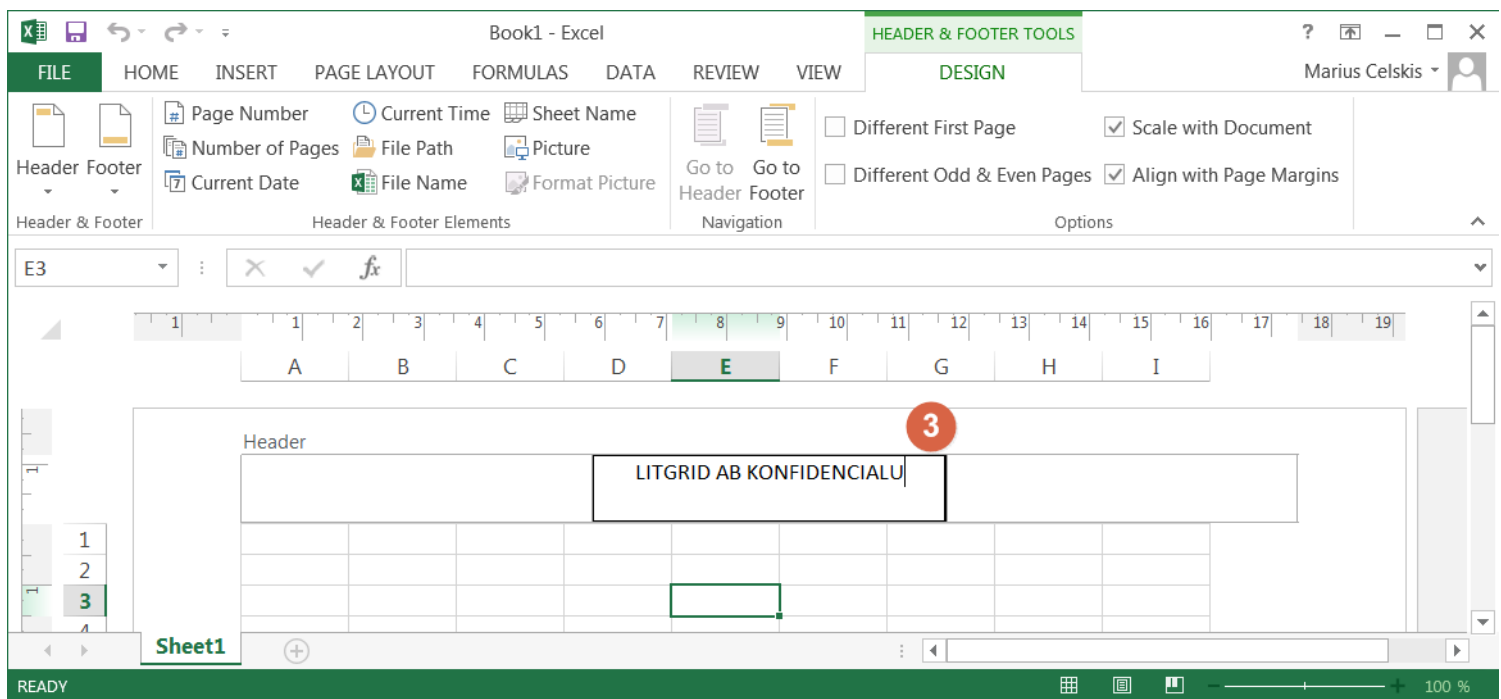 Book1 - Excel
HEADER & FOOTER TOOLS
?
FILE HOME INSERT PAGE LAYOUT FORMULAS DATA REVIEW VIEW DESIGN Marius Celskis
Header Footer
# Page Number
Number of Pages
7 Current Date
Current Time
File Path
File Name
Sheet Name
Picture
Format Picture
Go to Header
Go to Footer
Different First Page
Different Odd & Even Pages
Scale with Document
Align with Page Margins
Header & Footer Header & Footer Elements Navigation Options
E3 fx
1 1 2 3 4 5 6 7 8 9 10 11 12 13 14 15 16 17 18 19
A B C D E F G H I
3
Header
LITGRID AB KONFIDENCIALU
1
1
2
1
3
4
Sheet1
READY 100 %